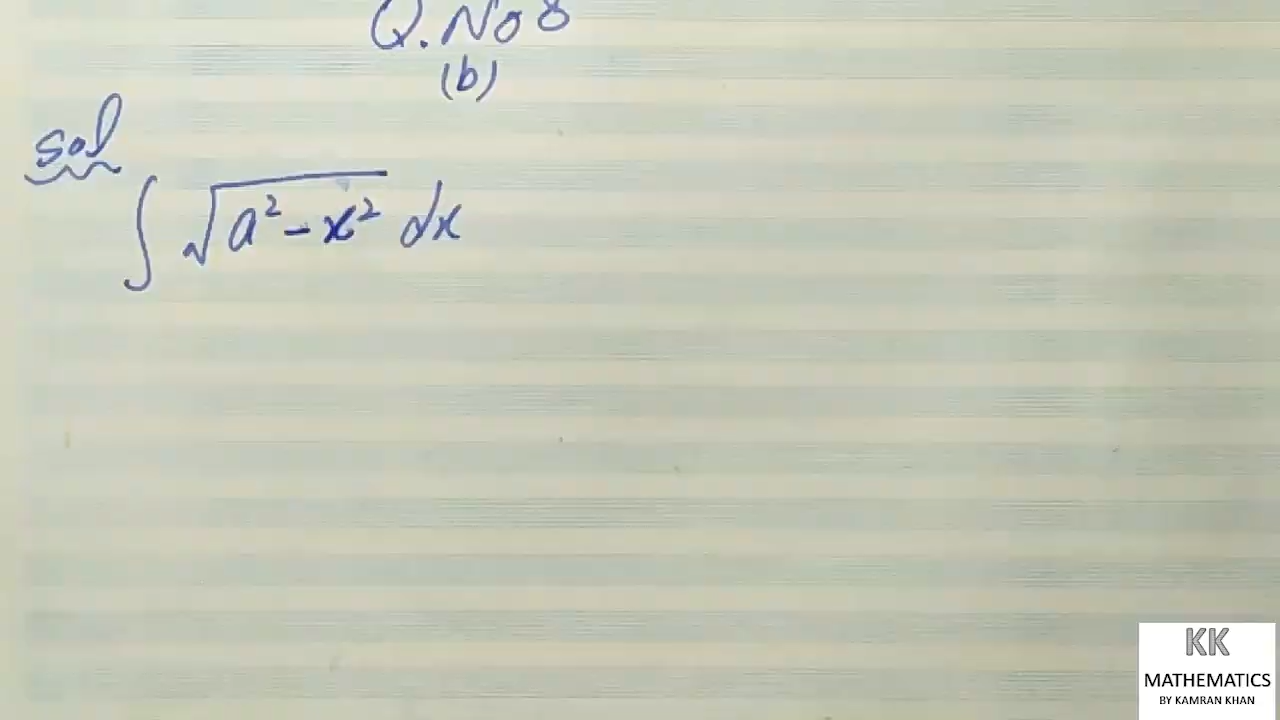 Q.No 8
(b)
Sol
∫ √a² - x² dx
KK
MATHEMATICS
BY KAMRAN KHAN